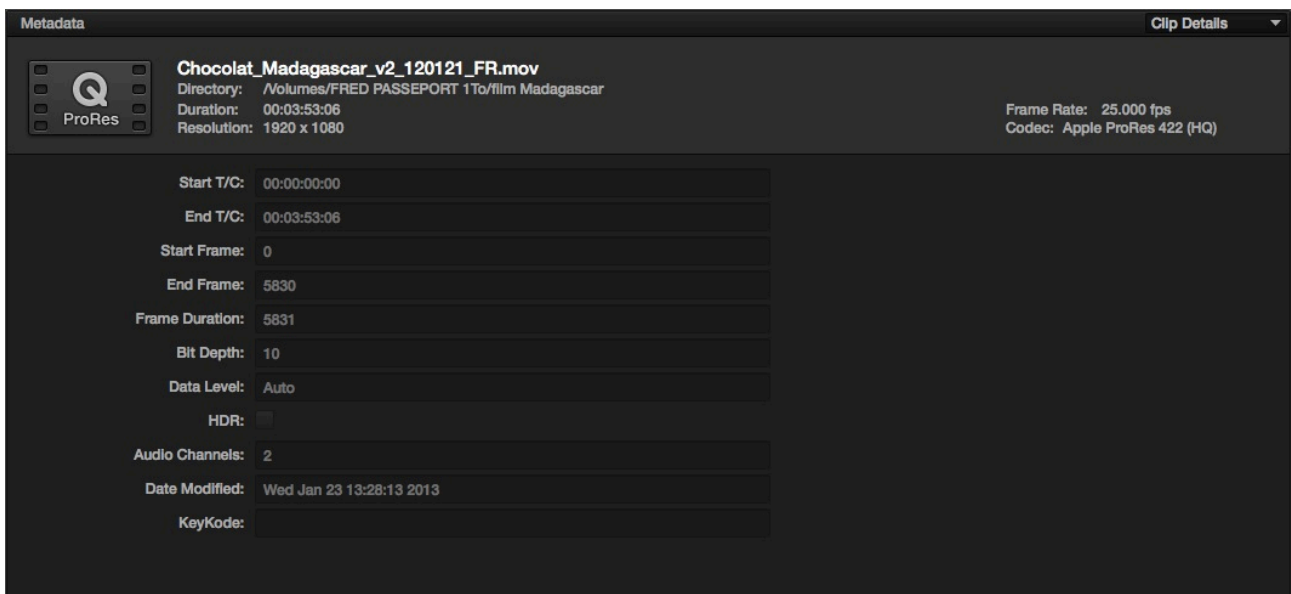 Metadata
Clip Details
Q
ProRes
Chocolat_Madagascar_v2_120121_FR.mov
Directory: /Volumes/FRED PASSEPORT 1To/film Madagascar
Duration: 00:03:53:06
Resolution: 1920 x 1080
Frame Rate: 25.000 fps
Codec: Apple ProRes 422 (HQ)
Start T/C: 00:00:00:00
End T/C: 00:03:53:06
Start Frame: 0
End Frame: 5830
Frame Duration: 5831
Bit Depth: 10
Data Level: Auto
HDR:
Audio Channels: 2
Date Modified: Wed Jan 23 13:28:13 2013
KeyKode: